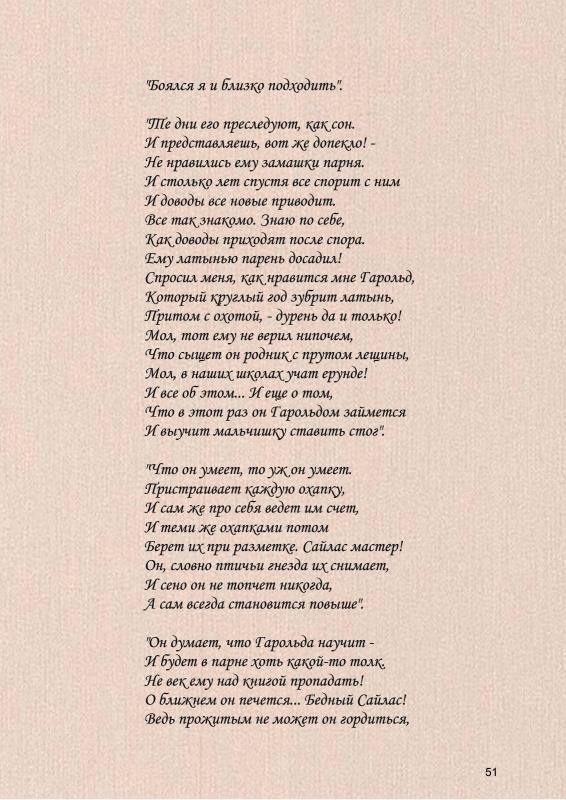 "Боялся я и близко подходить".
"Те дни его преследуют, как сон.
И представляешь, вот же допекло! -
Не нравились ему замашки парня.
И столько лет спустя все спорит с ним
И доводы все новые приводит.
Все так знакомо. Знаю по себе,
Как доводы приходят после спора.
Ему латынью парень досадил!
Спросил меня, как нравится мне Гарольд,
Который круглый год зубрит латынь,
Притом с охотой, - дурень да и только!
Мол, тот ему не верил нипочем,
Что сыщет он родник с прутом лещины,
Мол, в наших школах учат ерунде!
И все об этом... И еще о том,
Что в этот раз он Гарольдом займется
И выучит мальчишку ставить стог".
"Что он умеет, то уж он умеет.
Пристраивает каждую охапку,
И сам же про себя ведет им счет,
И теми же охапками потом
Берет их при разметке. Сайлас мастер!
Он, словно птичьи гнезда их снимает,
И сено он не топчет никогда,
А сам всегда становится повыше".
"Он думает, что Гарольда научит -
И будет в парне хоть какой-то толк.
Не век ему над книгой пропадать!
О ближнем он печется... Бедный Сайлас!
Ведь прожитым не может он гордиться,
51